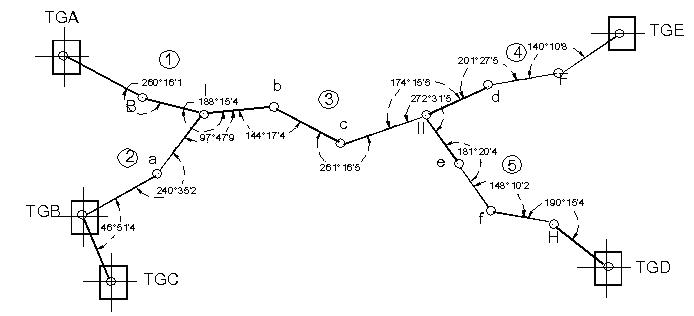 TGA
TGE
1
4
140°10'8
201°27'5
260°16'1
b
174°15'5
F
B
I
188°15'4
3
272°31'5
d
144°17'4
97°47'9
c
II
2
a
261°16'5
181°20'4
e
5
240°35'2
148°10'2
190°15'4
TGB
46°51'4
f
H
TGC
TGD